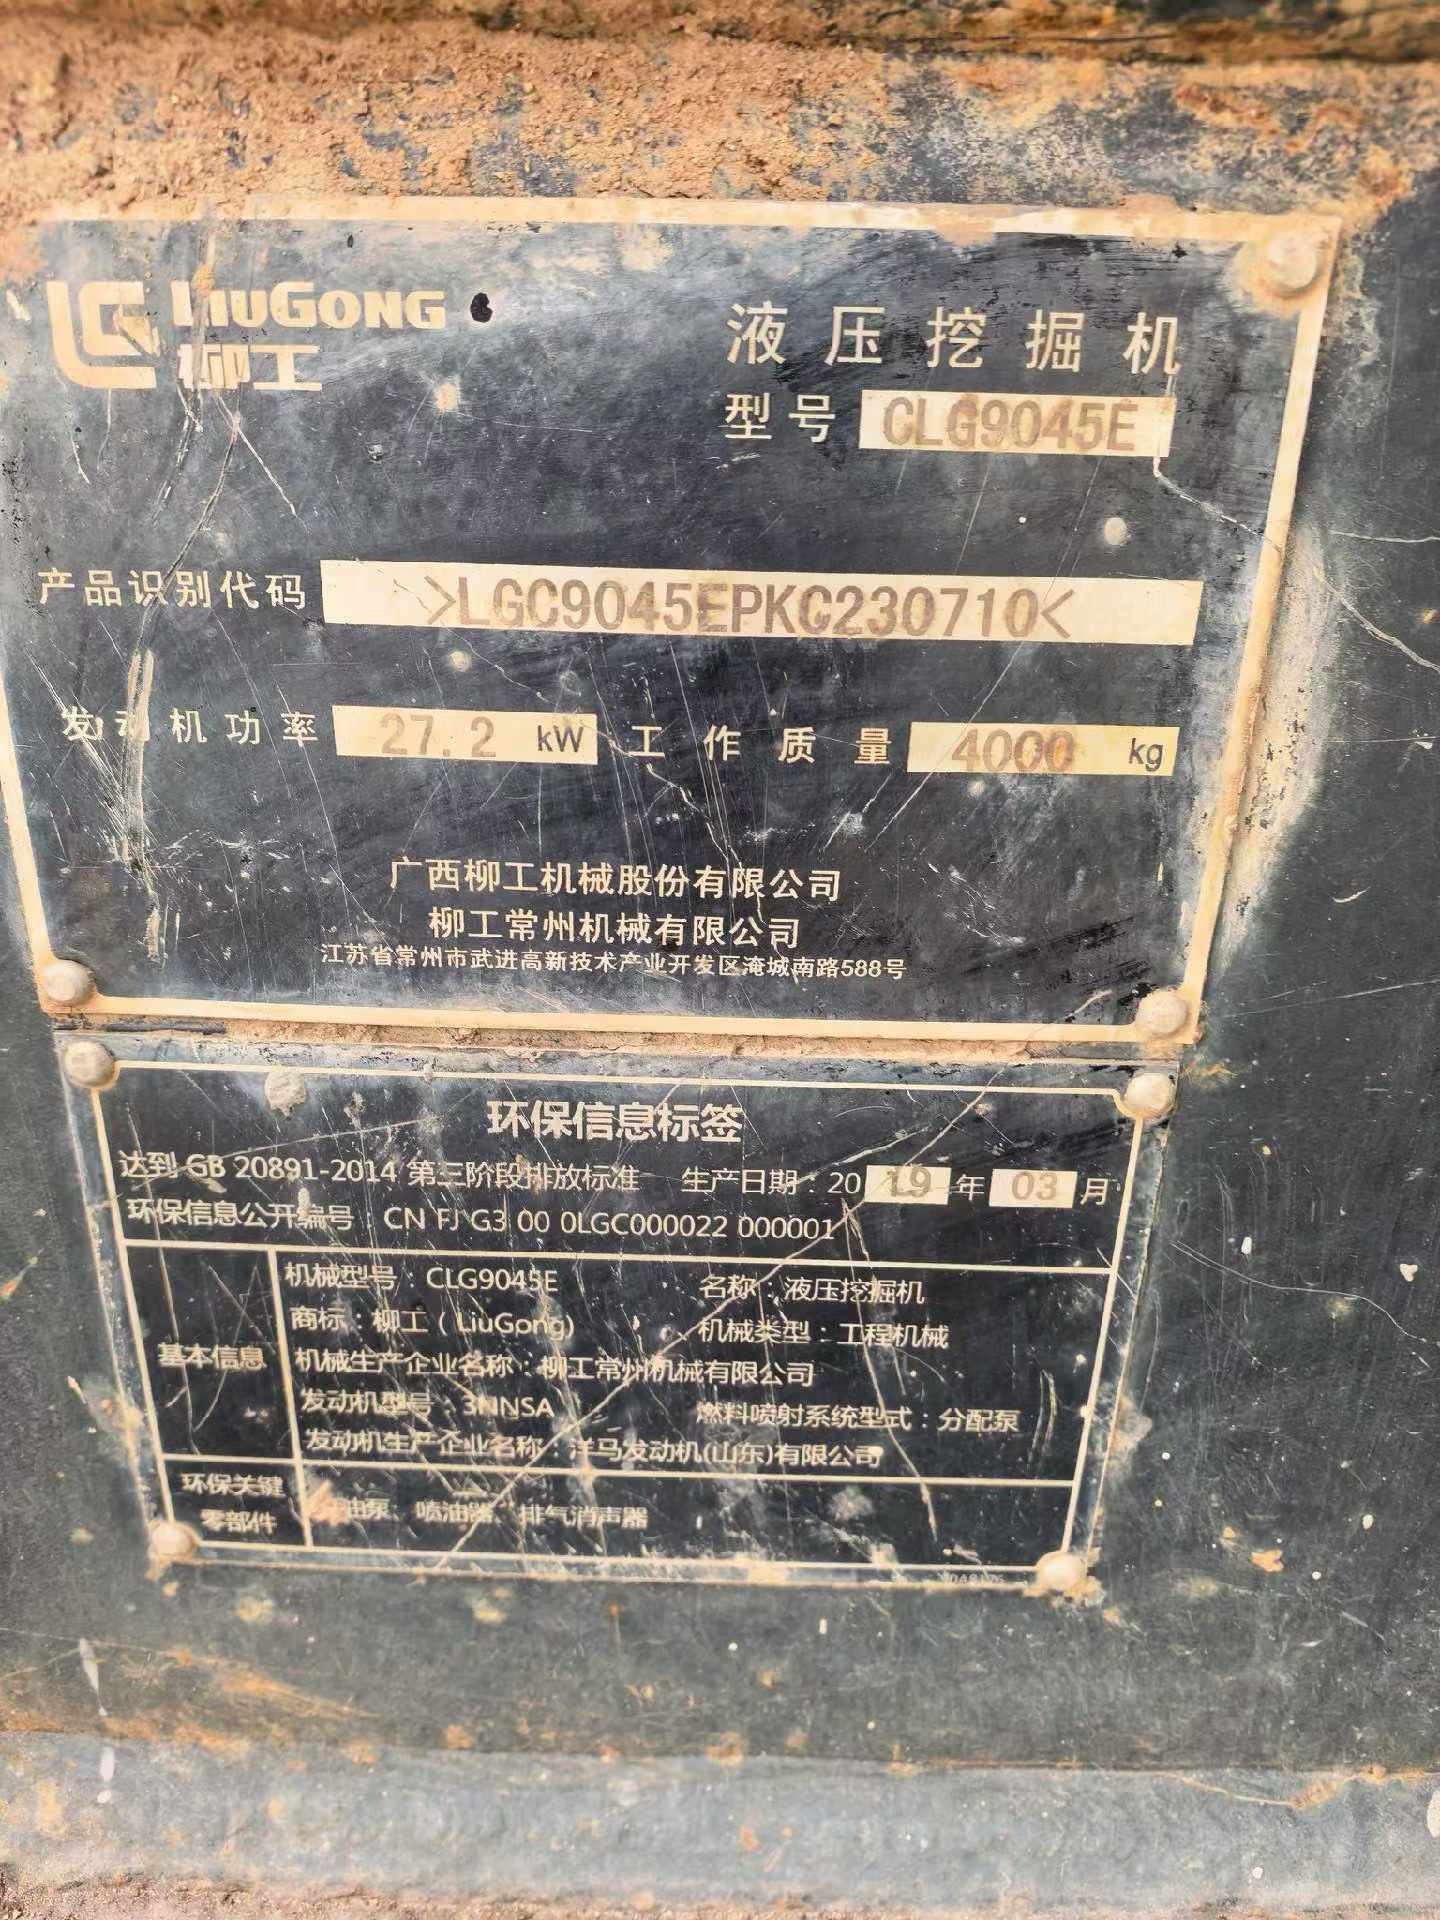 LG LIUGONG
柳工
液压挖掘机
型号 CLG9045E
产品识别代码 >LGC9045EPKC230710<
发动机功率 27.2 kW 工作质量 4000 kg
广西柳工机械股份有限公司
柳工常州机械有限公司
江苏省常州市武进高新技术产业开发区淹城南路588号
环保信息标签
达到 GB 20891-2014 第三阶段排放标准 生产日期:2019年03月
环保信息公开编号:CN FJ G3 00 0LGC000022 000001
基本信息
机械型号:CLG9045E 名称:液压挖掘机
商标:柳工(LiuGong) 机械类型:工程机械
机械生产企业名称:柳工常州机械有限公司
发动机型号:3NNSA 燃料喷射系统型式:分配泵
发动机生产企业名称:洋马发动机(山东)有限公司
环保关键
零部件
油泵、喷油器、排气消声器